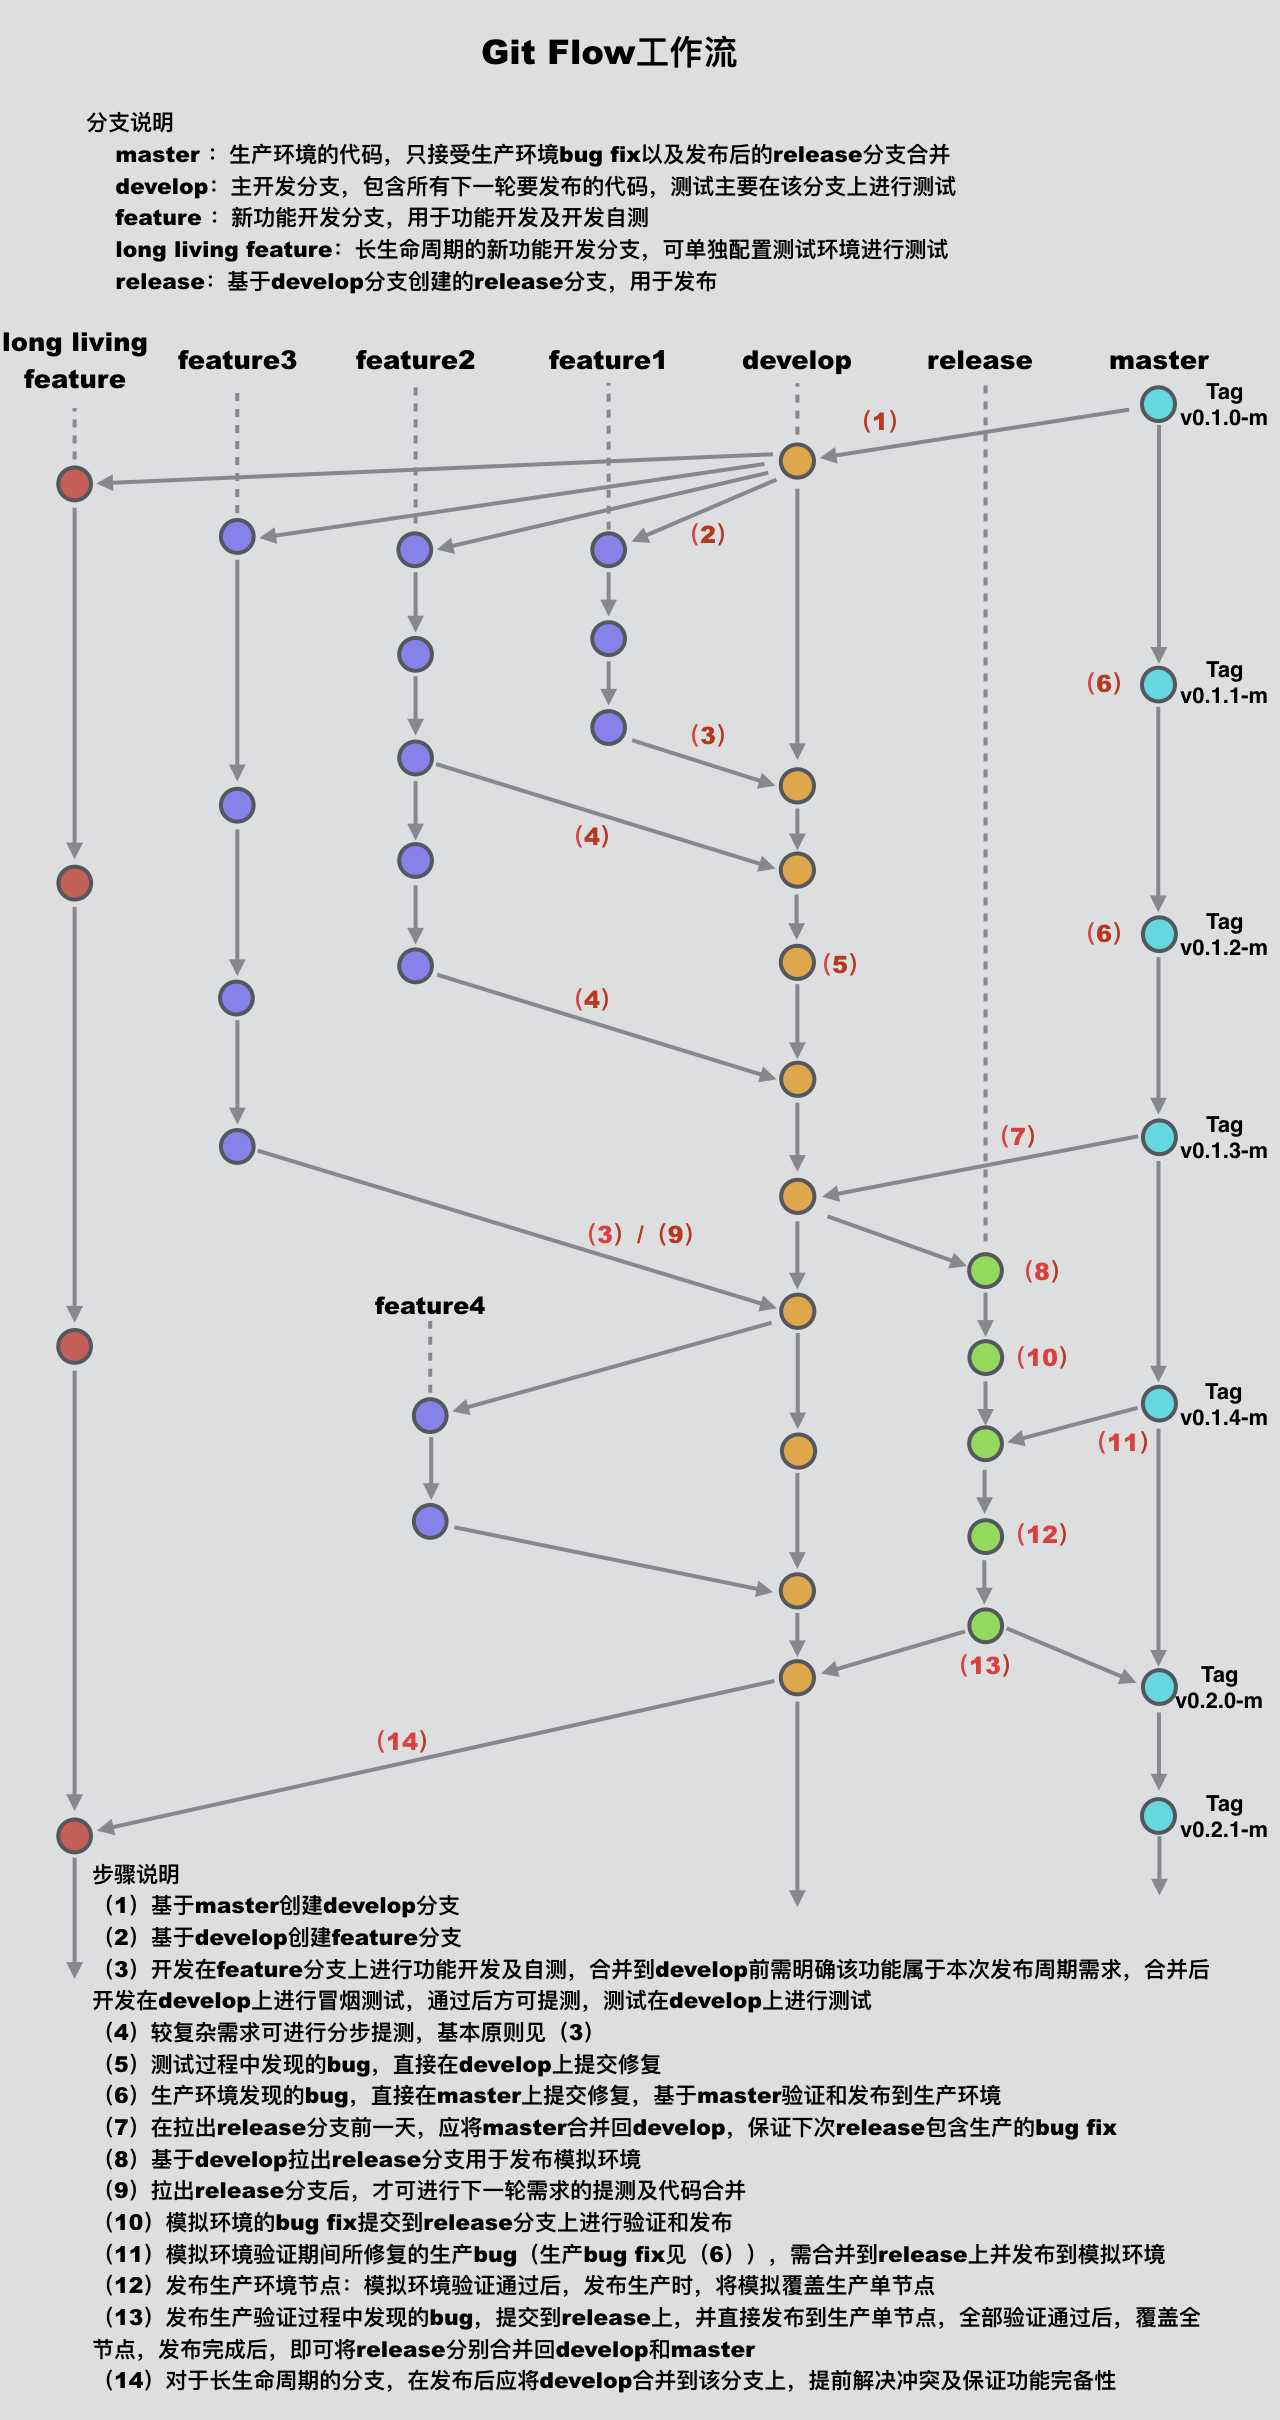 Git Flow工作流
分支说明
master ：生产环境的代码，只接受生产环境bug fix以及发布后的release分支合并
develop：主开发分支，包含所有下一轮要发布的代码，测试主要在该分支上进行测试
feature ：新功能开发分支，用于功能开发及开发自测
long living feature：长生命周期的新功能开发分支，可单独配置测试环境进行测试
release：基于develop分支创建的release分支，用于发布
long living
feature
feature3
feature2
feature1
develop
release
master
Tag
v0.1.0-m
（1）
（2）
Tag
v0.1.1-m
（6）
（3）
（4）
Tag
v0.1.2-m
（6）
（5）
（4）
Tag
v0.1.3-m
（7）
（3）/（9）
（8）
feature4
（10）
Tag
v0.1.4-m
（11）
（12）
（13）
Tag
v0.2.0-m
（14）
Tag
v0.2.1-m
步骤说明
（1）基于master创建develop分支
（2）基于develop创建feature分支
（3）开发在feature分支上进行功能开发及自测，合并到develop前需明确该功能属于本次发布周期需求，合并后
开发在develop上进行冒烟测试，通过后方可提测，测试在develop上进行测试
（4）较复杂需求可进行分步提测，基本原则见（3）
（5）测试过程中发现的bug，直接在develop上提交修复
（6）生产环境发现的bug，直接在master上提交修复，基于master验证和发布到生产环境
（7）在拉出release分支前一天，应将master合并回develop，保证下次release包含生产的bug fix
（8）基于develop拉出release分支用于发布模拟环境
（9）拉出release分支后，才可进行下一轮需求的提测及代码合并
（10）模拟环境的bug fix提交到release分支上进行验证和发布
（11）模拟环境验证期间所修复的生产bug（生产bug fix见（6）），需合并到release上并发布到模拟环境
（12）发布生产环境节点：模拟环境验证通过后，发布生产时，将模拟覆盖生产单节点
（13）发布生产验证过程中发现的bug，提交到release上，并直接发布到生产单节点，全部验证通过后，覆盖全
节点，发布完成后，即可将release分别合并回develop和master
（14）对于长生命周期的分支，在发布后应将develop合并到该分支上，提前解决冲突及保证功能完备性